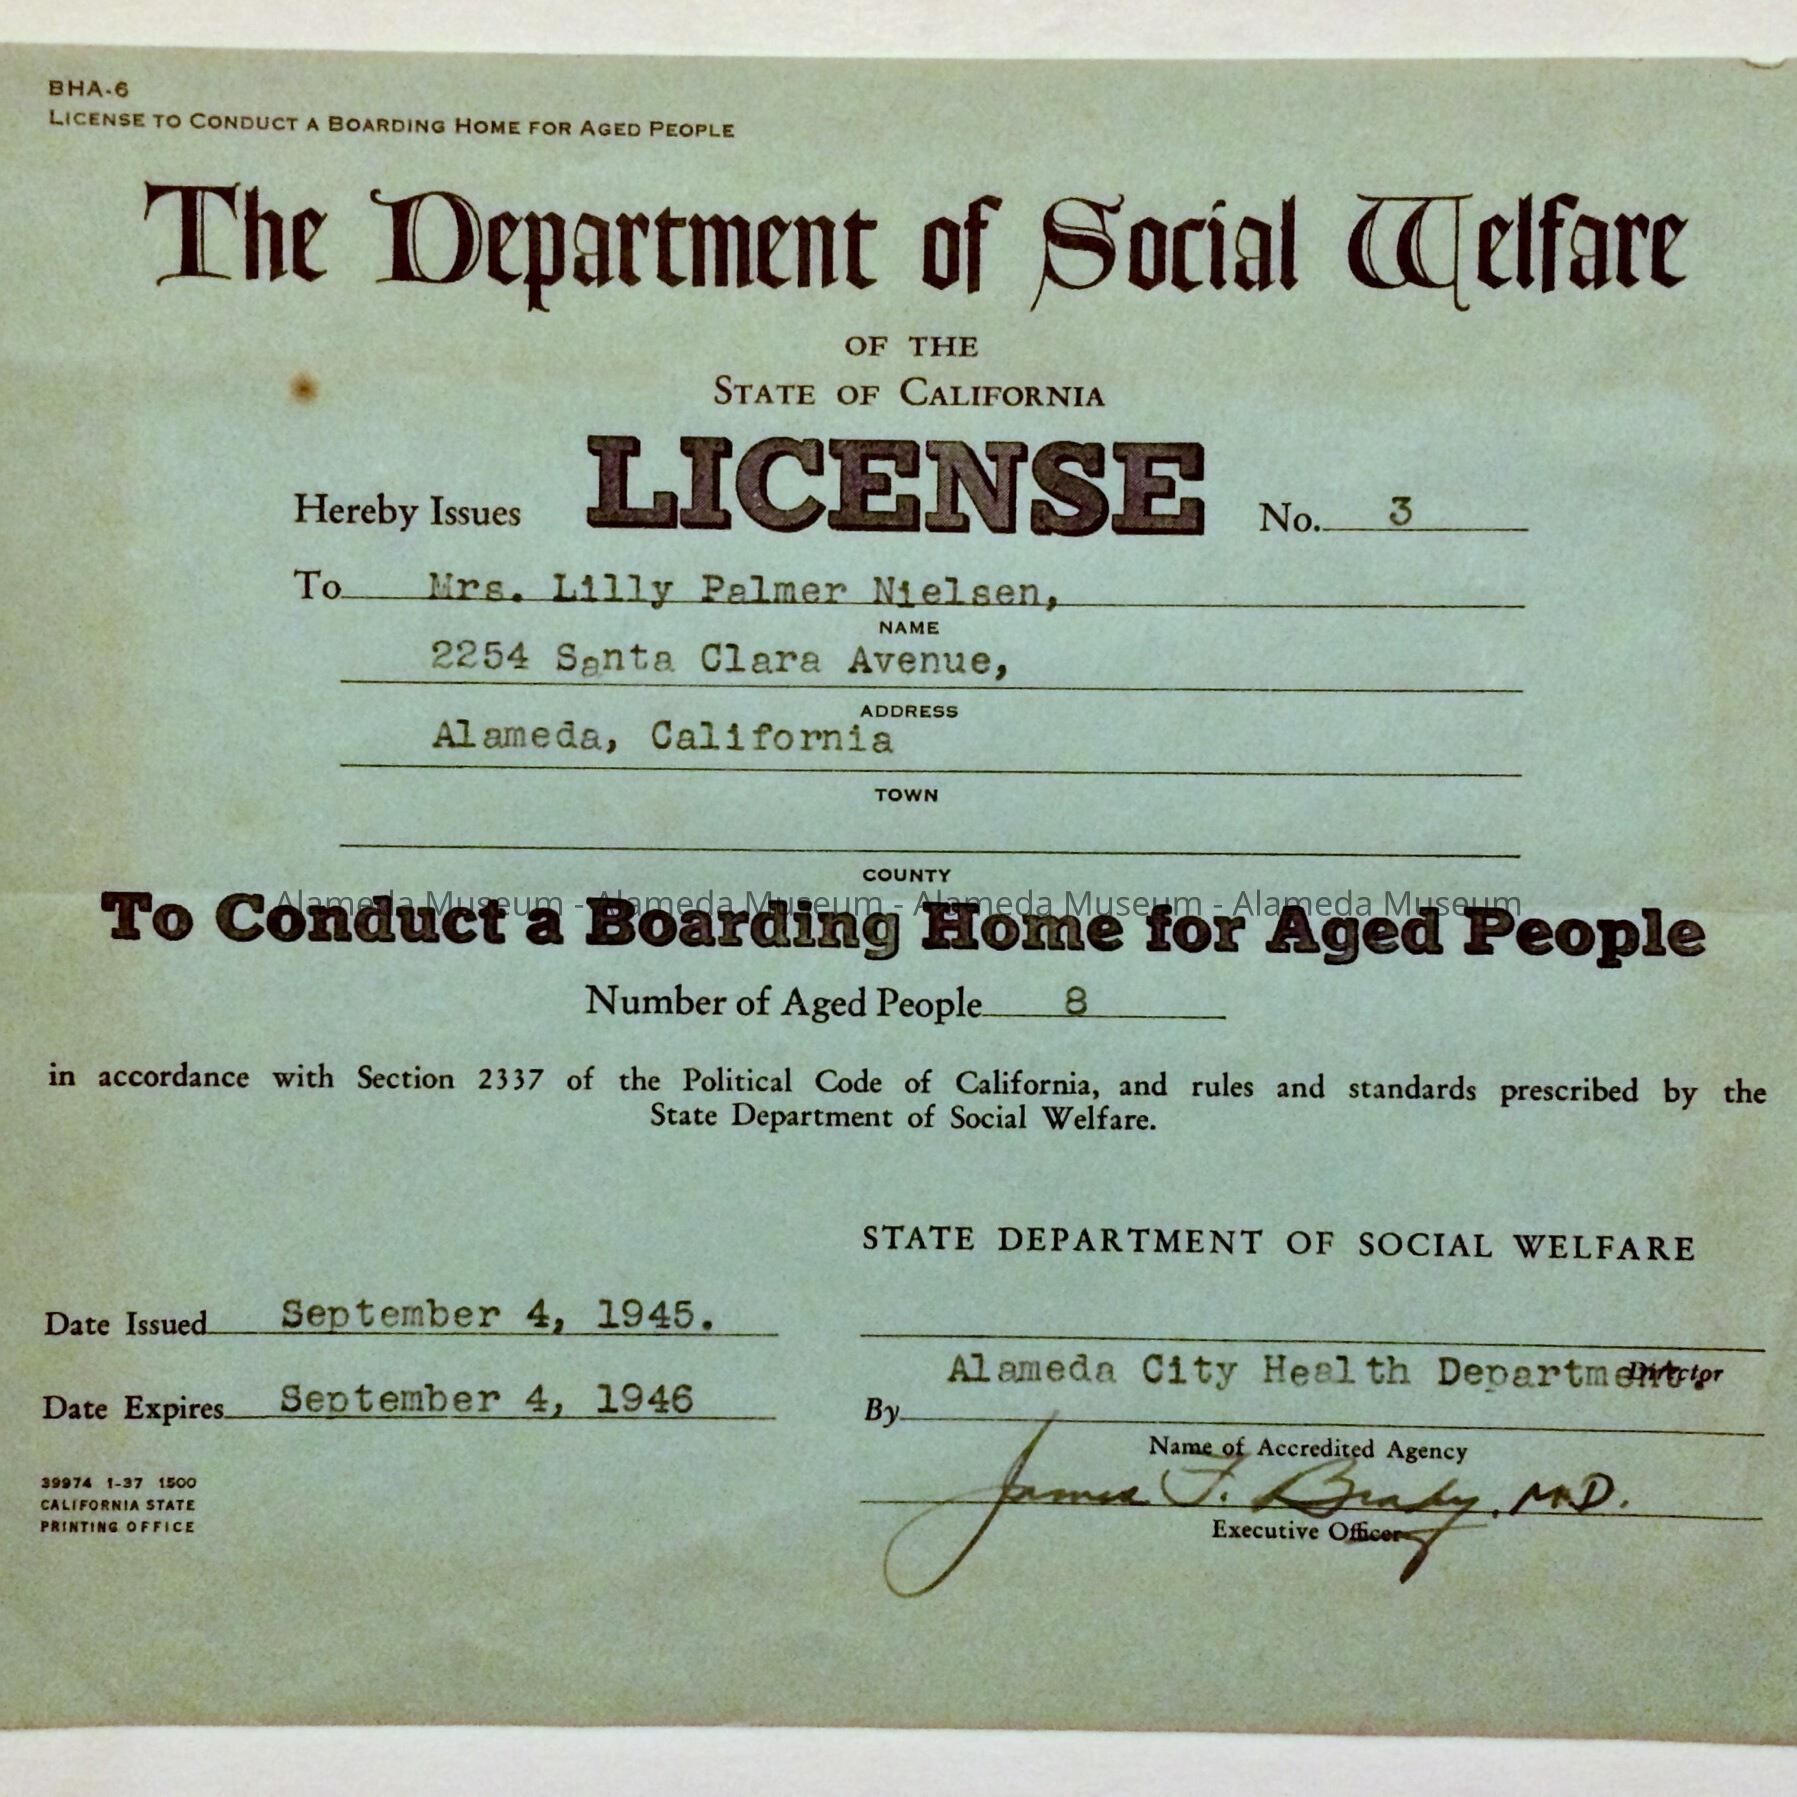 BHA-6
LICENSE TO CONDUCT A BOARDING HOME FOR AGED PEOPLE
The Department of Social Welfare
OF THE
STATE OF CALIFORNIA
Hereby Issues LICENSE No. 3
To Mrs. Lilly Palmer Nielsen,
NAME
2254 Santa Clara Avenue,
ADDRESS
Alameda, California
TOWN
COUNTY
Alameda Museum - Alameda Museum - Alameda Museum - Alameda Museum
To Conduct a Boarding Home for Aged People
Number of Aged People 8
in accordance with Section 2337 of the Political Code of California, and rules and standards prescribed by the
State Department of Social Welfare.
STATE DEPARTMENT OF SOCIAL WELFARE
Date Issued September 4, 1945.
Alameda City Health Department.
Director
Date Expires September 4, 1946
By
Name of Accredited Agency
James F. Brady, M.D.
Executive Officer
39974 1-37 1500
CALIFORNIA STATE
PRINTING OFFICE